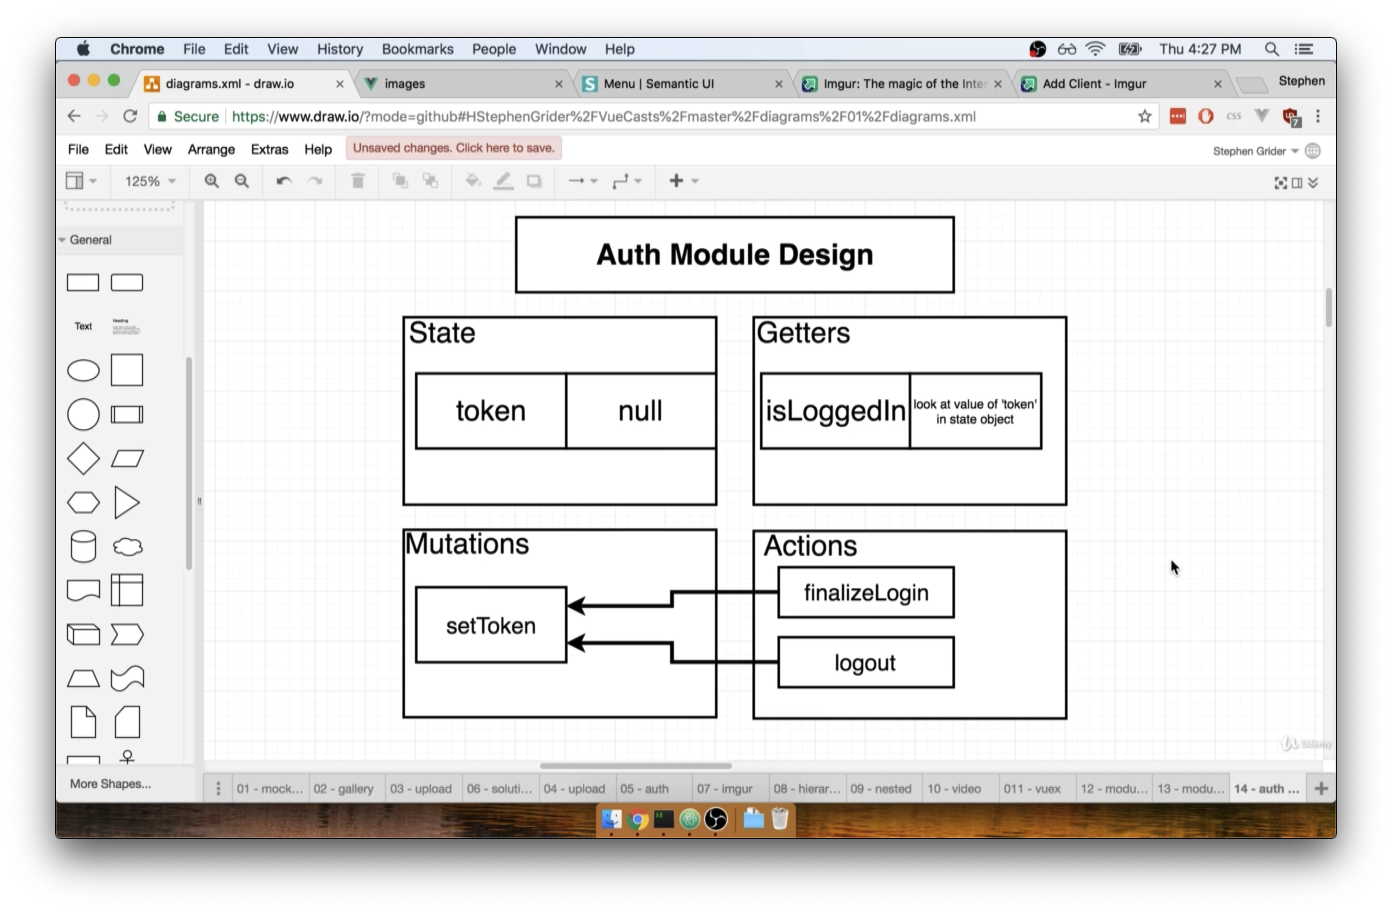 Chrome File Edit View History Bookmarks People Window Help Thu 4:27 PM
diagrams.xml - draw.io images Menu | Semantic UI Imgur: The magic of the Inter Add Client - Imgur Stephen
Secure https://www.draw.io/?mode=github#HStephenGrider%2FVueCasts%2Fmaster%2Fdiagrams%2F01%2Fdiagrams.xml css 7
File Edit View Arrange Extras Help Unsaved changes. Click here to save. Stephen Grider
125%
General
Text
Heading
More Shapes...
Auth Module Design
State
token null
Getters
isLoggedIn look at value of 'token'
in state object
Mutations
setToken
Actions
finalizeLogin
logout
Udemy
01 - mock... 02 - gallery 03 - upload 06 - soluti... 04 - upload 05 - auth 07 - imgur 08 - hierar... 09 - nested 10 - video 011 - vuex 12 - modu... 13 - modu... 14 - auth ...